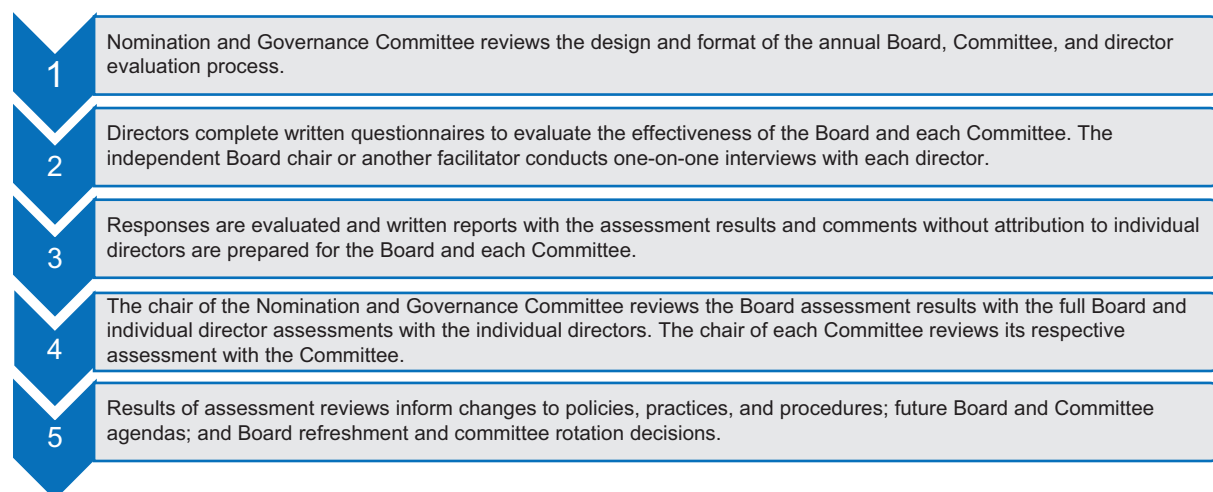 1
Nomination and Governance Committee reviews the design and format of the annual Board, Committee, and director
evaluation process.
2
Directors complete written questionnaires to evaluate the effectiveness of the Board and each Committee. The
independent Board chair or another facilitator conducts one-on-one interviews with each director.
3
Responses are evaluated and written reports with the assessment results and comments without attribution to individual
directors are prepared for the Board and each Committee.
4
The chair of the Nomination and Governance Committee reviews the Board assessment results with the full Board and
individual director assessments with the individual directors. The chair of each Committee reviews its respective
assessment with the Committee.
5
Results of assessment reviews inform changes to policies, practices, and procedures; future Board and Committee
agendas; and Board refreshment and committee rotation decisions.